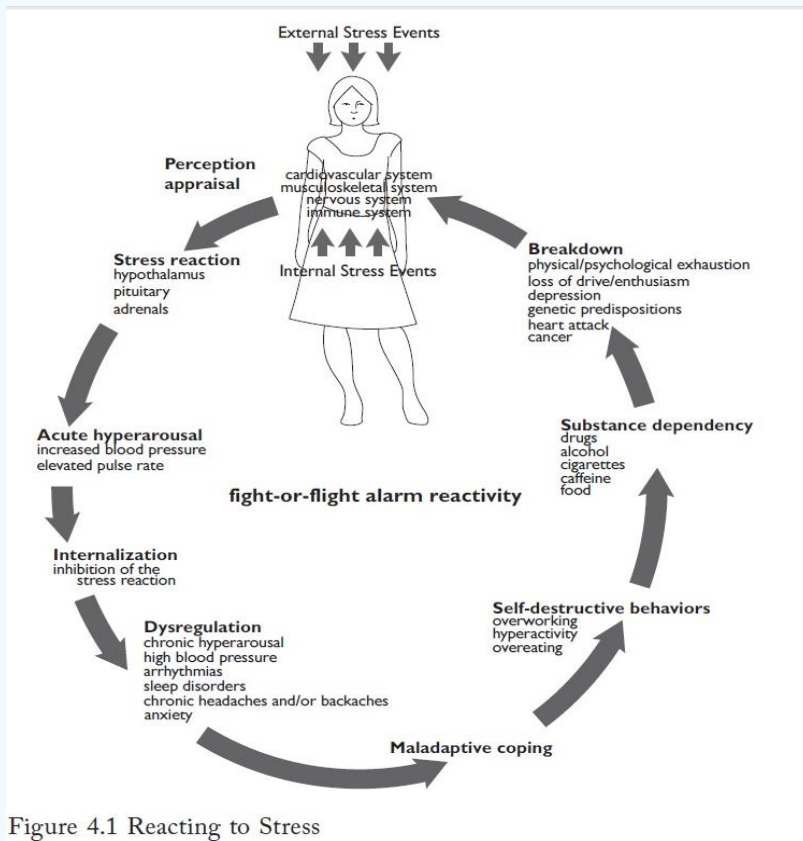 External Stress Events
Perception
appraisal
cardiovascular system
musculoskeletal system
nervous system
immune system
Internal Stress Events
Stress reaction
hypothalamus
pituitary
adrenals
Acute hyperarousal
increased blood pressure
elevated pulse rate
Internalization
inhibition of the
stress reaction
Dysregulation
chronic hyperarousal
high blood pressure
arrhythmias
sleep disorders
chronic headaches and/or backaches
anxiety
Maladaptive coping
Self-destructive behaviors
overworking
hyperactivity
overeating
Substance dependency
drugs
alcohol
cigarettes
caffeine
food
Breakdown
physical/psychological exhaustion
loss of drive/enthusiasm
depression
genetic predispositions
heart attack
cancer
fight-or-flight alarm reactivity
Figure 4.1 Reacting to Stress